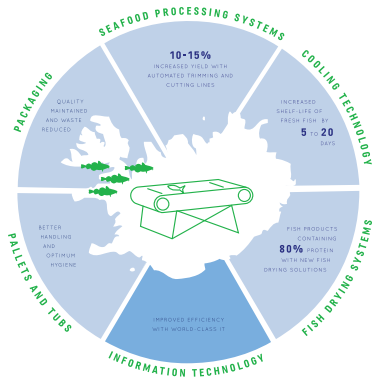 SEAFOOD PROCESSING SYSTEMS
10-15%
INCREASED YIELD WITH
AUTOMATED TRIMMING AND
CUTTING LINES
COOLING TECHNOLOGY
INCREASED
SHELF-LIFE OF
FRESH FISH BY
5 TO 20
DAYS
FISH DRYING SYSTEMS
FISH PRODUCTS
CONTAINING
80% PROTEIN
WITH NEW FISH
DRYING SOLUTIONS
INFORMATION TECHNOLOGY
IMPROVED EFFICIENCY
WITH WORLD CLASS IT
PALLETS AND TUBS
BETTER
HANDLING
AND
OPTIMUM
HYGIENE
PACKAGING
QUALITY
MAINTAINED
AND WASTE
REDUCED